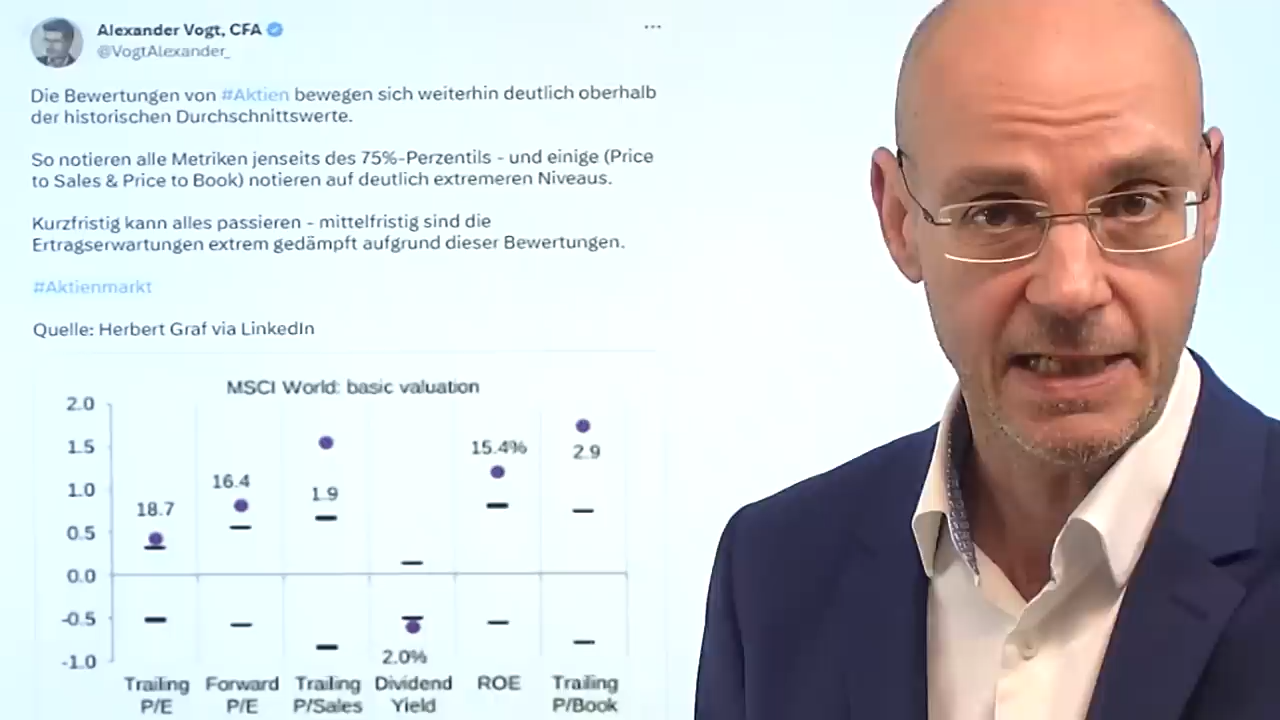 Alexander Vogt, CFA
@VogtAlexander_
Die Bewertungen von #Aktien bewegen sich weiterhin deutlich oberhalb
der historischen Durchschnittswerte.
So notieren alle Metriken jenseits des 75%-Perzentils - und einige (Price
to Sales & Price to Book) notieren auf deutlich extremeren Niveaus.
Kurzfristig kann alles passieren - mittelfristig sind die
Ertragserwartungen extrem gedämpft aufgrund dieser Bewertungen.
#Aktienmarkt
Quelle: Herbert Graf via LinkedIn
MSCI World: basic valuation
2.0
1.5
1.0
0.5
0.0
-0.5
-1.0
18.7
16.4
1.9
2.0%
15.4%
2.9
Trailing P/E
Forward P/E
Trailing P/Sales
Dividend Yield
ROE
Trailing P/Book